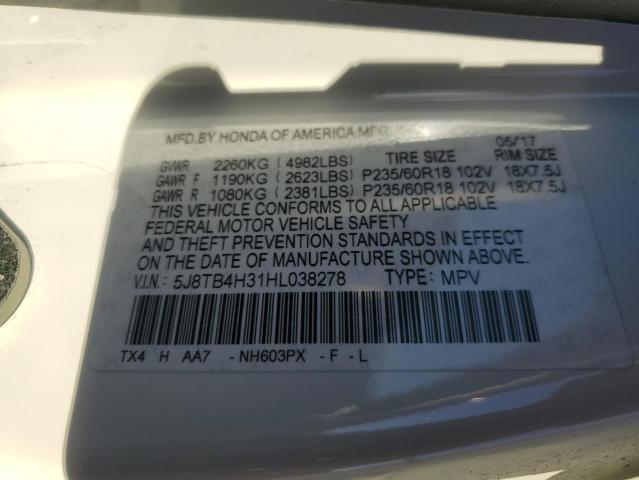 MFD.BY HONDA OF AMERICA MFG. 05/17
GVWR 2260KG (4982LBS) TIRE SIZE RIM SIZE
GAWR F 1190KG (2623LBS) P235/60R18 102V 18X7.5J
GAWR R 1080KG (2381LBS) P235/60R18 102V 18X7.5J
THIS VEHICLE CONFORMS TO ALL APPLICABLE
FEDERAL MOTOR VEHICLE SAFETY
AND THEFT PREVENTION STANDARDS IN EFFECT
ON THE DATE OF MANUFACTURE SHOWN ABOVE.
V.I.N.: 5J8TB4H31HL038278 TYPE: MPV
TX4 H AA7 -NH603PX -F -L